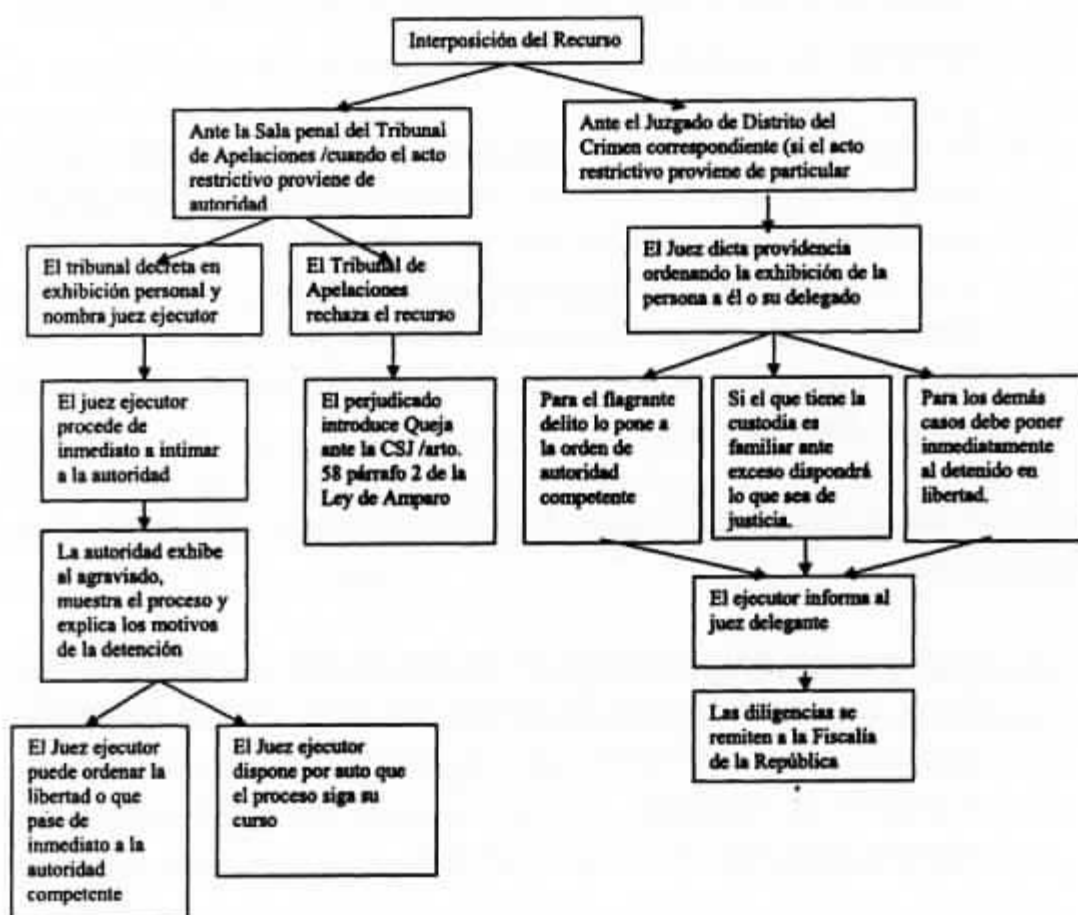 Interposición del Recurso
Ante la Sala penal del Tribunal
de Apelaciones /cuando el acto
restrictivo proviene de
autoridad
Ante el Juzgado de Distrito del
Crimen correspondiente (si el acto
restrictivo proviene de particular
El tribunal decreta en
exhibición personal y
nombra juez ejecutor
El Tribunal de
Apelaciones
rechaza el recurso
El Juez dicta providencia
ordenando la exhibición de la
persona a él o su delegado
El juez ejecutor
procede de
inmediato a intimar
a la autoridad
El perjudicado
introduce Queja
ante la CSJ /arto.
58 párrafo 2 de la
Ley de Amparo
Para el flagrante
delito lo pone a
la orden de
autoridad
competente
Si el que tiene la
custodia es
familiar ante
exceso dispondrá
lo que sea de
justicia.
Para los demás
casos debe poner
inmediatamente
al detenido en
libertad.
La autoridad exhibe
al agraviado,
muestra el proceso y
explica los motivos
de la detención
El ejecutor informa al
juez delegante
El Juez ejecutor
puede ordenar la
libertad o que
pase de
inmediato a la
autoridad
competente
El Juez ejecutor
dispone por auto que
el proceso siga su
curso
Las diligencias se
remiten a la Fiscalía
de la República